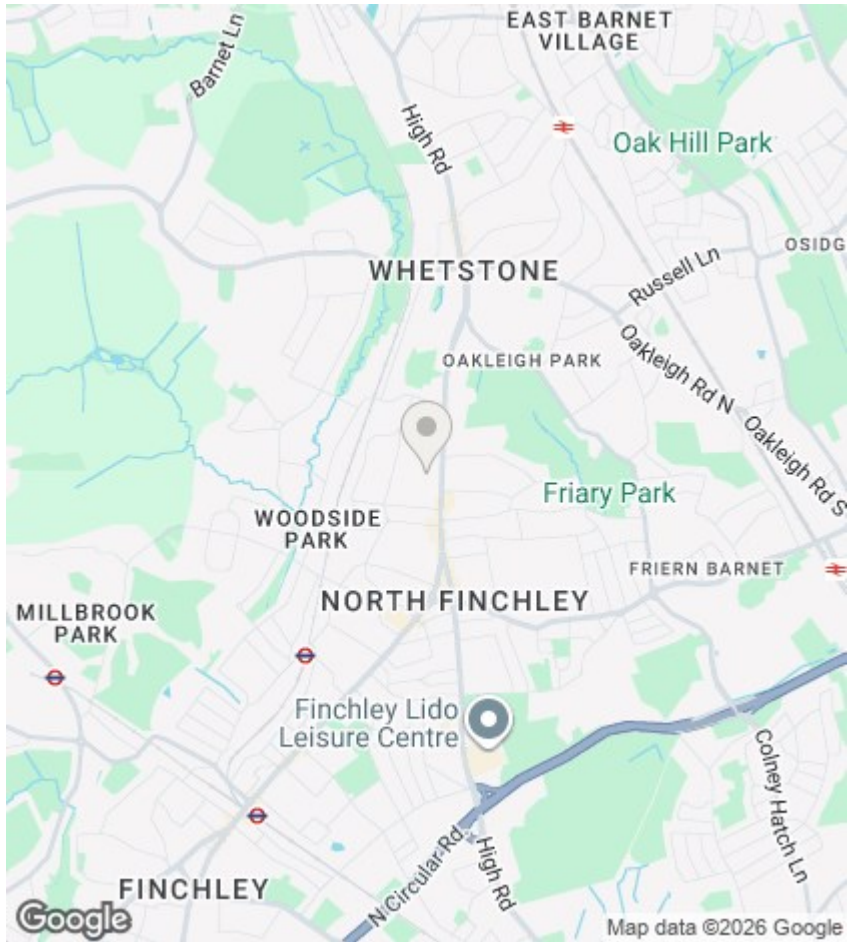 EAST BARNET
VILLAGE
Barnet Ln
High Rd
Oak Hill Park
OSIDG
WHETSTONE
Russell Ln
OAKLEIGH PARK
Oakleigh Rd N
Oakleigh Rd S
Friary Park
WOODSIDE
PARK
FRIERN BARNET
NORTH FINCHLEY
MILLBROOK
PARK
Finchley Lido
Leisure Centre
Colney Hatch Ln
N Circular Rd
High Rd
FINCHLEY
Google
Map data ©2026 Google